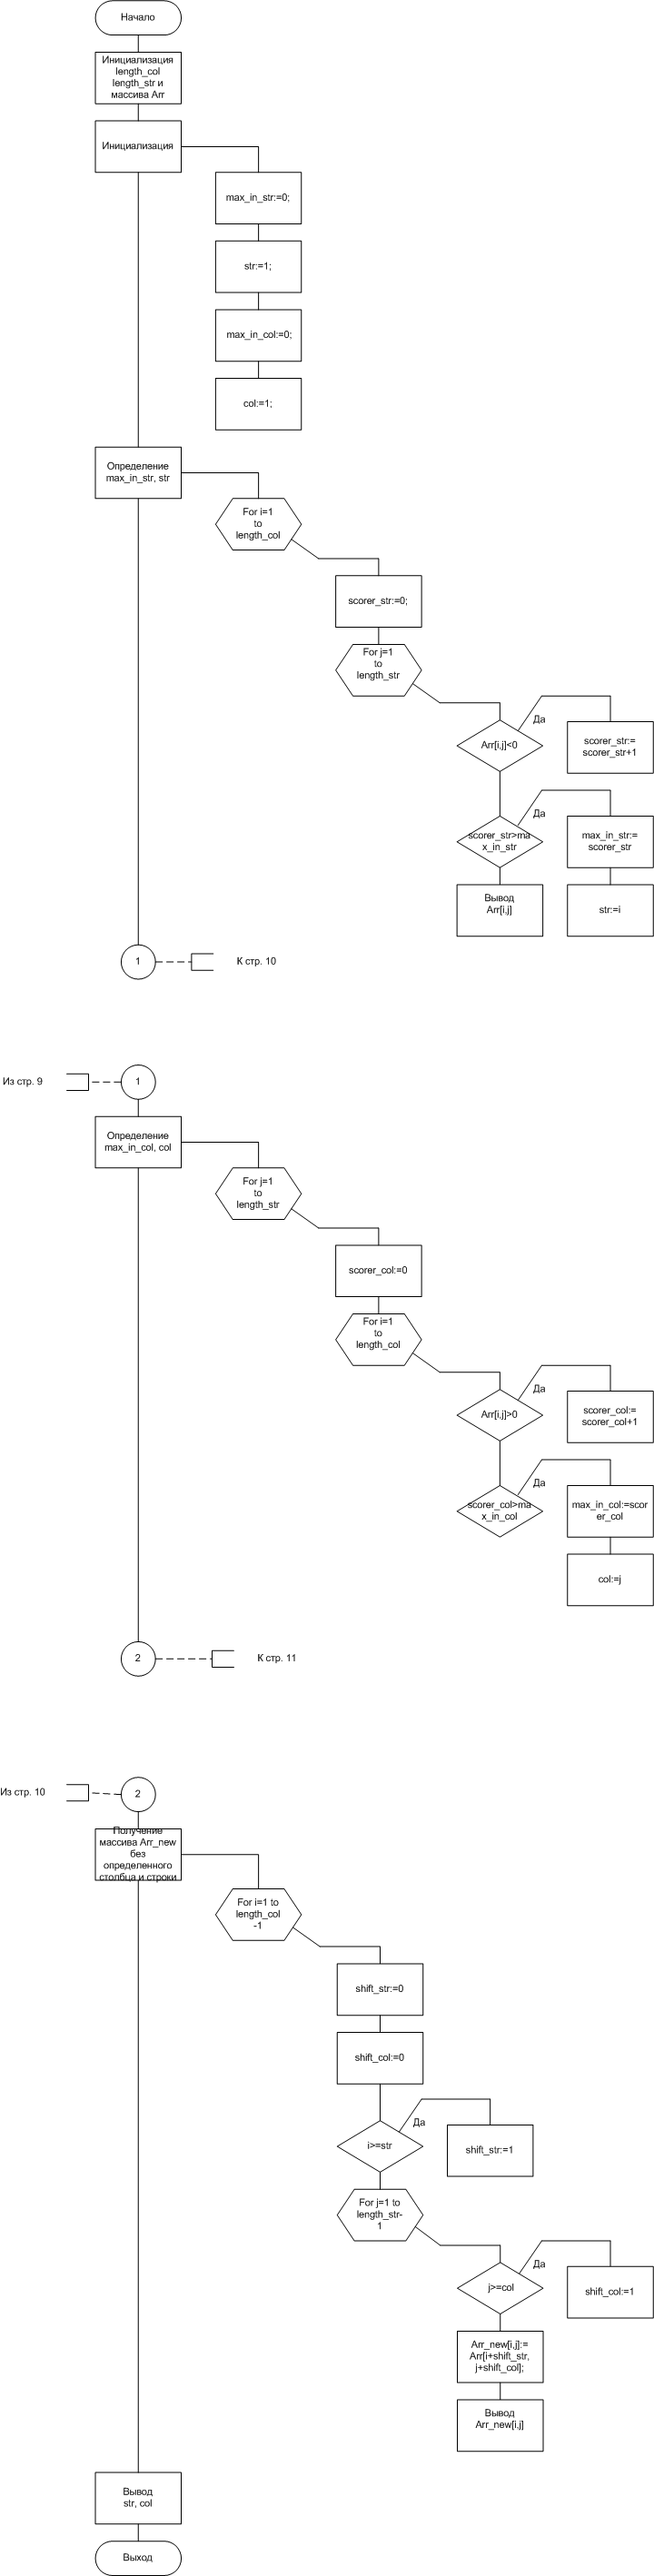 Начало
Инициализация
length_col
length_str и
массива Arr
Инициализация
max_in_str:=0;
str:=1;
max_in_col:=0;
col:=1;
Определение
max_in_str, str
For i=1
to
length_col
scorer_str:=0;
For j=1
to
length_str
Arr[i,j]<0
Да
scorer_str:=
scorer_str+1
scorer_str>ma
x_in_str
Да
max_in_str:=
scorer_str
Вывод
Arr[i,j]
str:=i
1
К стр. 10
Из стр. 9
1
Определение
max_in_col, col
For j=1
to
length_str
scorer_col:=0
For i=1
to
length_col
Arr[i,j]>0
Да
scorer_col:=
scorer_col+1
scorer_col>ma
x_in_col
Да
max_in_col:=scor
er_col
col:=j
2
К стр. 11
Из стр. 10
2
Получение
массива Arr_new
без
определенного
столбца и строки
For i=1 to
length_col
-1
shift_str:=0
shift_col:=0
i>=str
Да
shift_str:=1
For j=1 to
length_str-
1
j>=col
Да
shift_col:=1
Arr_new[i,j]:=
Arr[i+shift_str,
j+shift_col];
Вывод
Arr_new[i,j]
Вывод
str, col
Выход